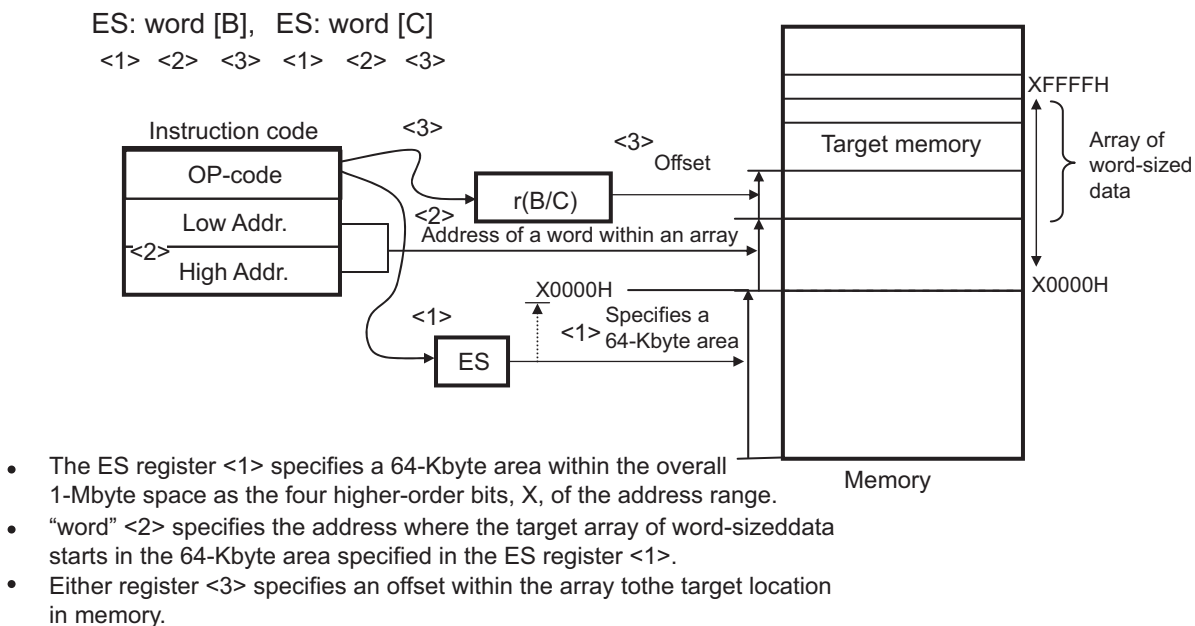 ES: word [B], ES: word [C]
<1> <2> <3> <1> <2> <3>
XFFFFH
Instruction code
<3>
<3>
Offset
Target memory
Array of
word-sized
data
OP-code
r(B/C)
Low Addr.
<2>
Address of a word within an array
<2>
High Addr.
X0000H
X0000H
<1>
<1>
Specifies a
64-Kbyte area
ES
Memory
• The ES register <1> specifies a 64-Kbyte area within the overall
1-Mbyte space as the four higher-order bits, X, of the address range.
• “word” <2> specifies the address where the target array of word-sizeddata
starts in the 64-Kbyte area specified in the ES register <1>.
• Either register <3> specifies an offset within the array tothe target location
in memory.